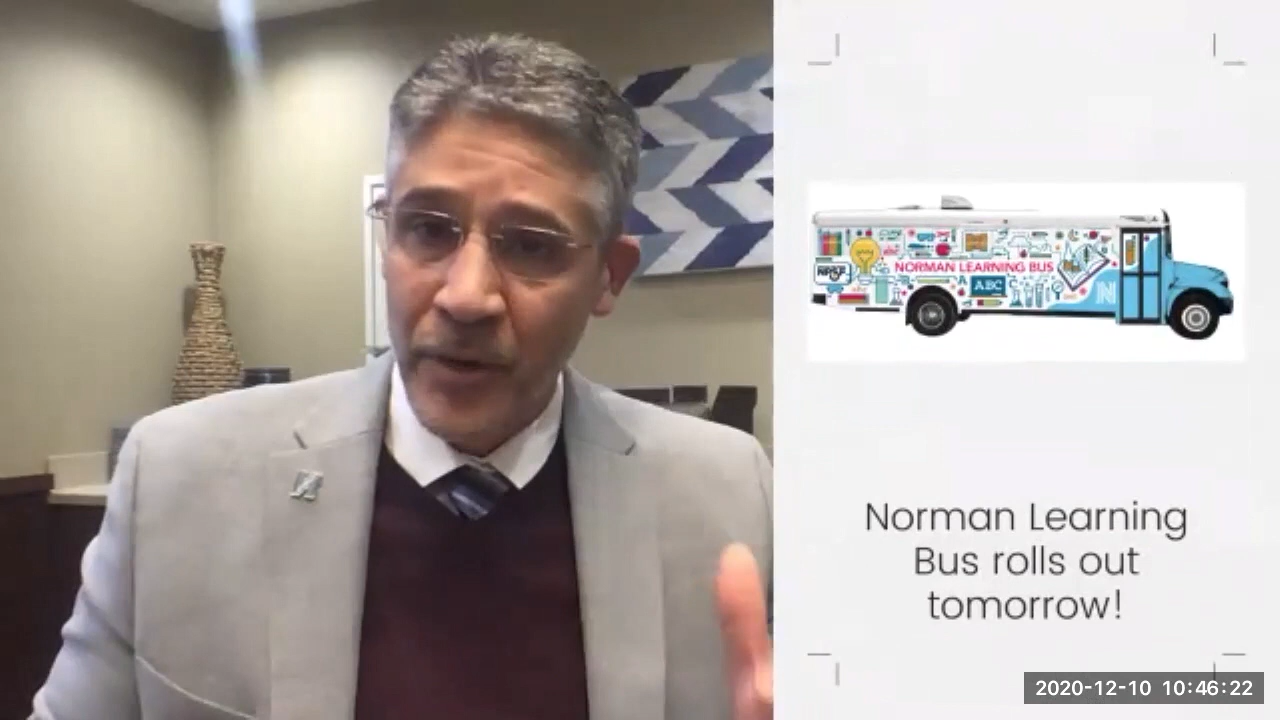 NORMAN LEARNING BUS
ABC
N
Norman Learning
Bus rolls out
tomorrow!
2020-12-10 10:46:22